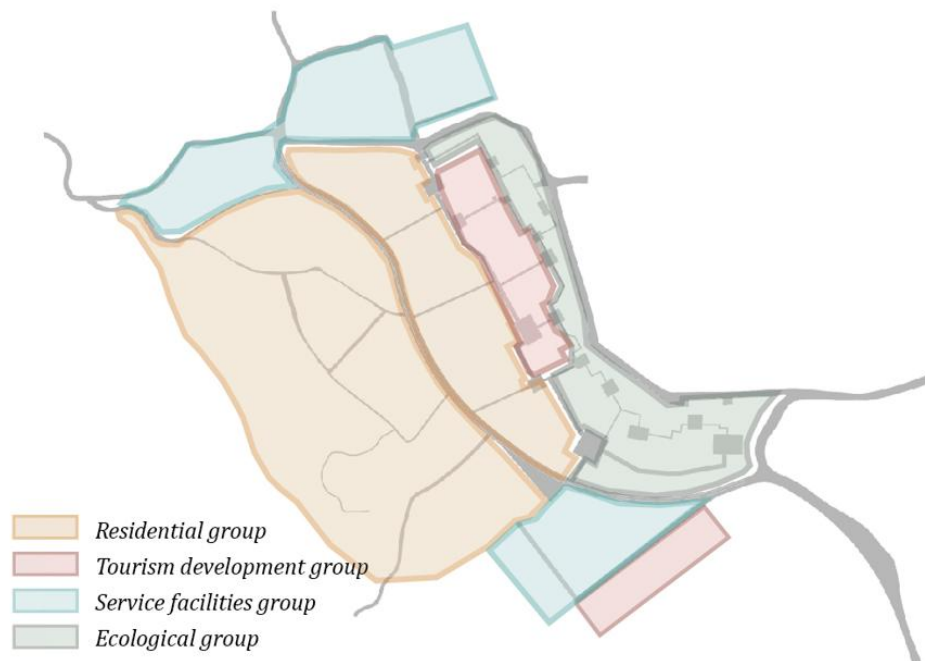 Residential group
Tourism development group
Service facilities group
Ecological group